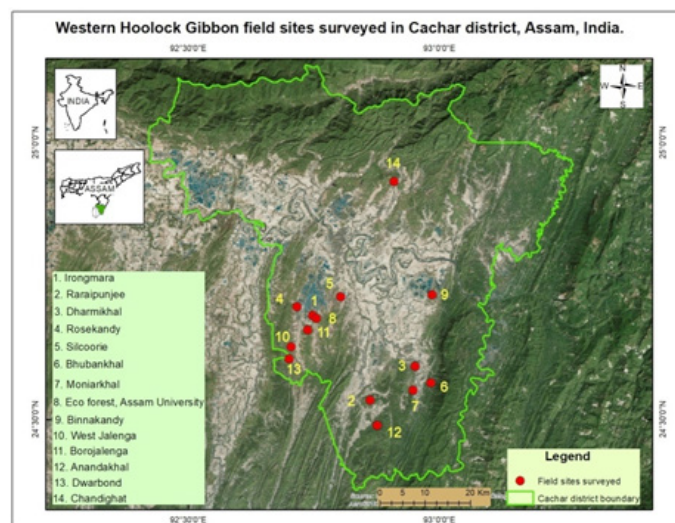 Western Hoolock Gibbon field sites surveyed in Cachar district, Assam, India.
92°30'0"E
93°0'0"E
N
W E
S
INDIA
ASSAM
25°0'N
25°0'N
14
5
4
1
8
9
11
10
13
3
6
7
2
12
1. Irongmara
2. Raraipunjee
3. Dharmikhal
4. Rosekandy
5. Silcoorie
6. Bhubankhal
7. Moniarkhal
8. Eco forest, Assam University
9. Binnakandy
10. West Jalenga
11. Borojalenga
12. Anandakhal
13. Dwarbond
14. Chandighat
24°30'N
24°30'N
0 5 10 20 Km
Legend
Field sites surveyed
Cachar district boundary
92°30'0"E
93°0'0"E